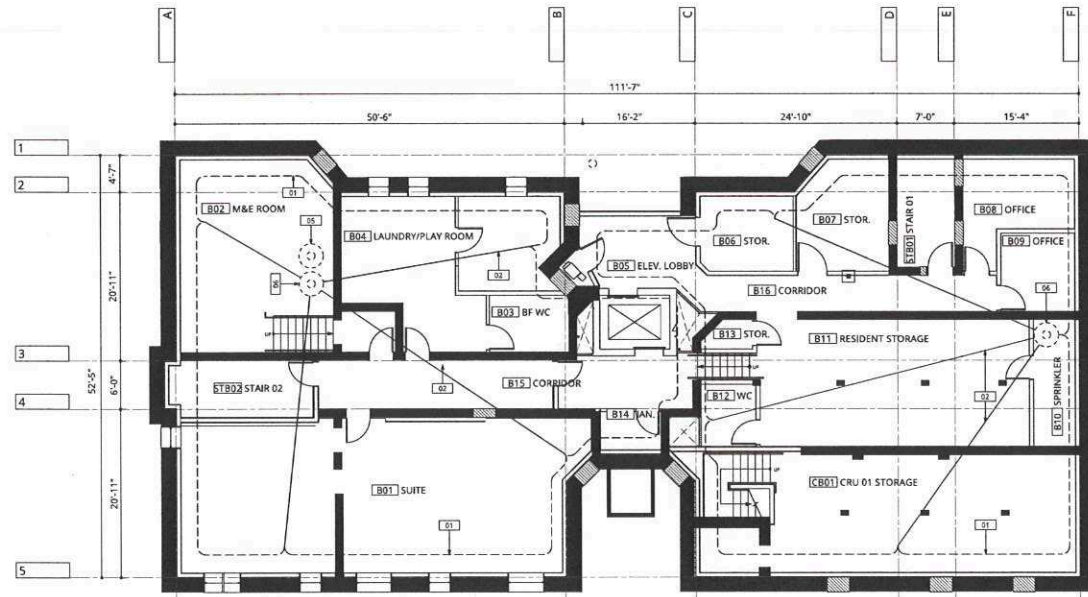 A
B
C
D
E
F
111'-7"
50'-6"
16'-2"
24'-10"
7'-0"
15'-4"
1
2
3
4
5
4'-7"
20'-11"
52'-5"
6'-0"
20'-11"
01
B02 M&E ROOM
05
06
B04 LAUNDRY/PLAY ROOM
02
B03 BF WC
UP
B05 ELEV. LOBBY
B06 STOR.
B07 STOR.
STB01 STAIR 01
B08 OFFICE
B09 OFFICE
B16 CORRIDOR
06
B13 STOR.
B11 RESIDENT STORAGE
UP
STB02 STAIR 02
02
B15 CORRIDOR
B12 WC
02
B10 SPRINKLER
B14 JAN.
B01 SUITE
01
UP
CB01 CRU 01 STORAGE
01